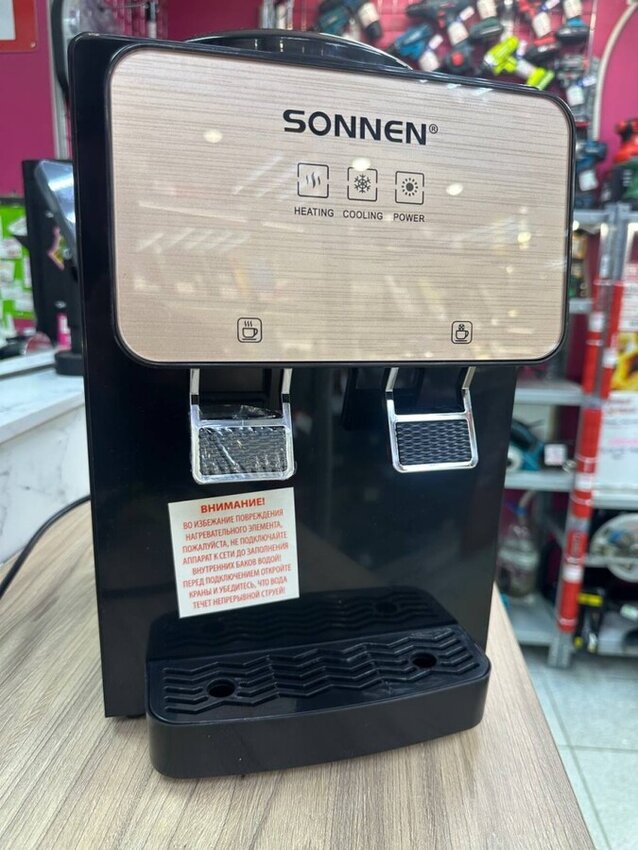 SONNEN®
HEATING COOLING POWER
ВНИМАНИЕ!
ВО ИЗБЕЖАНИЕ ПОВРЕЖДЕНИЯ
НАГРЕВАТЕЛЬНОГО ЭЛЕМЕНТА,
ПОЖАЛУЙСТА, НЕ ПОДКЛЮЧАЙТЕ
АППАРАТ К СЕТИ ДО ЗАПОЛНЕНИЯ
ВНУТРЕННИХ БАКОВ ВОДОЙ!
ПЕРЕД ПОДКЛЮЧЕНИЕМ ОТКРОЙТЕ
КРАНЫ И УБЕДИТЕСЬ, ЧТО ВОДА
ТЕЧЕТ НЕПРЕРЫВНОЙ СТРУЕЙ!